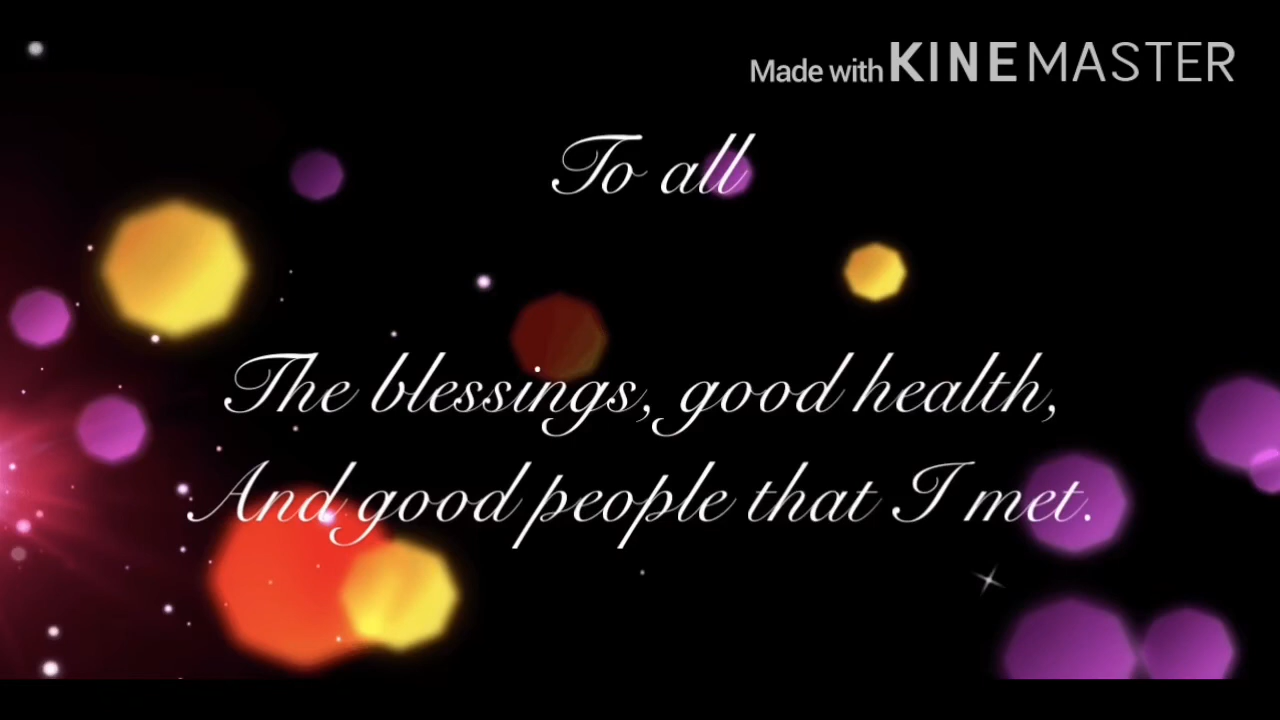 Made with KINEMASTER
To all
The blessings, good health,
And good people that I met.